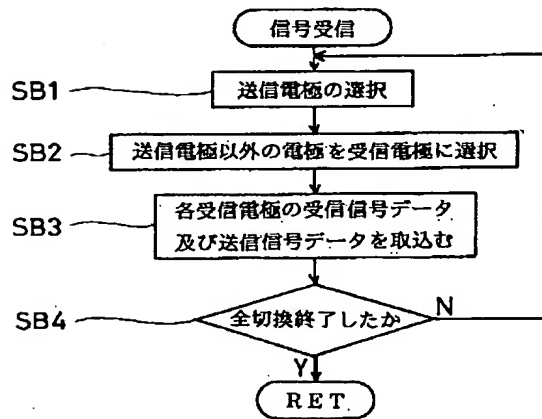 信号受信
SB1
送信電極の選択
SB2
送信電極以外の電極を受信電極に選択
SB3
各受信電極の受信信号データ
及び送信信号データを取込む
SB4
全切換終了したか
N
Y
RET